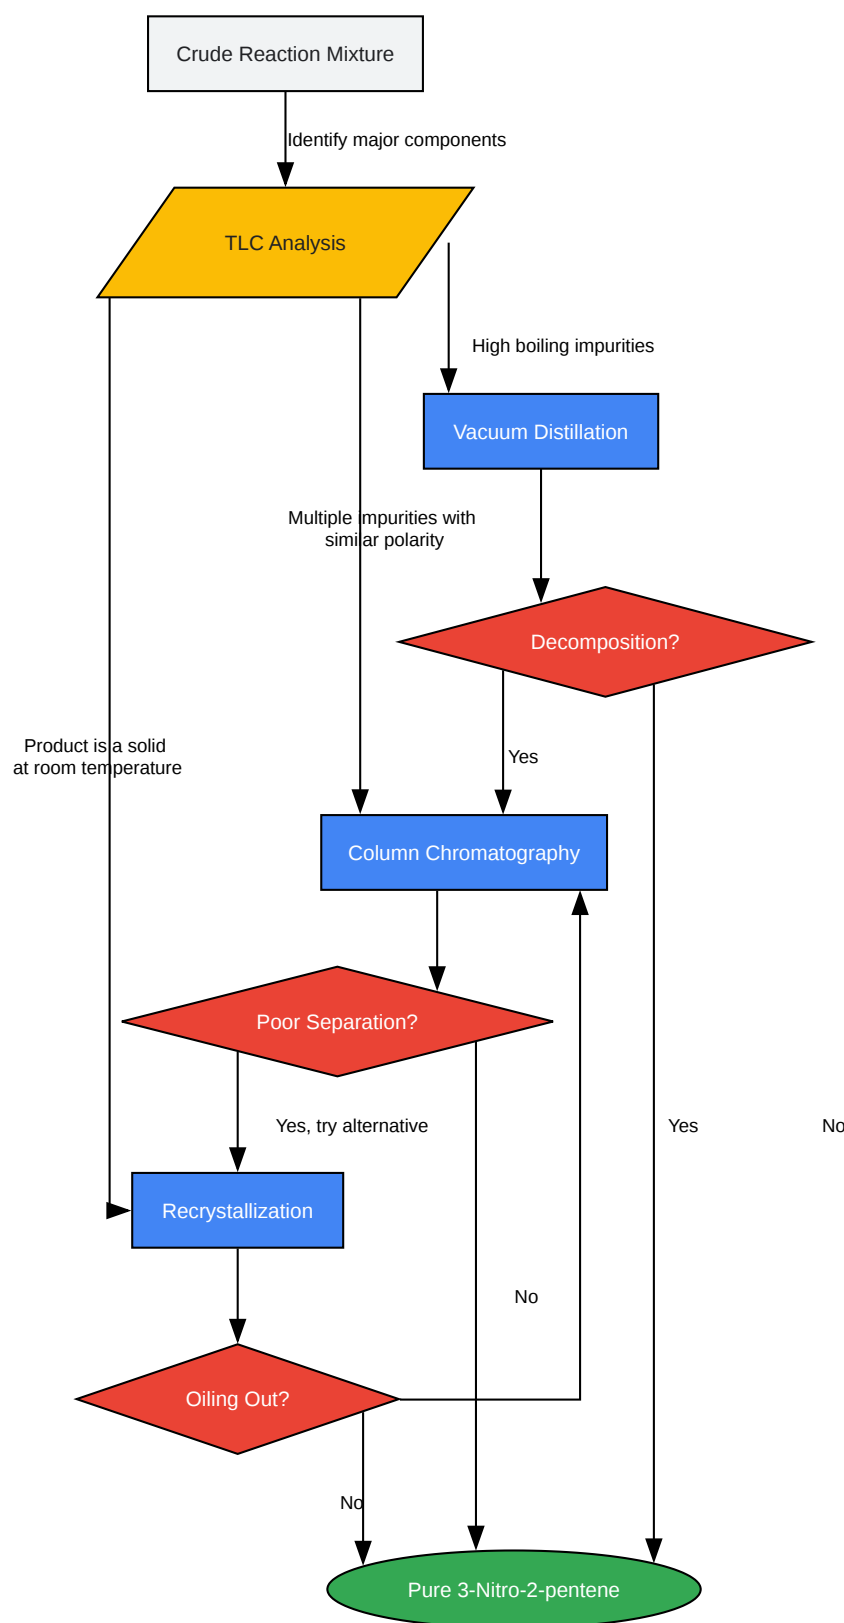 Crude Reaction Mixture
Identify major components
TLC Analysis
High boiling impurities
Vacuum Distillation
Multiple impurities with
similar polarity
Decomposition?
Product is a solid
at room temperature
Yes
Column Chromatography
Poor Separation?
Yes, try alternative
Yes
No
Recrystallization
No
Oiling Out?
No
Pure 3-Nitro-2-pentene